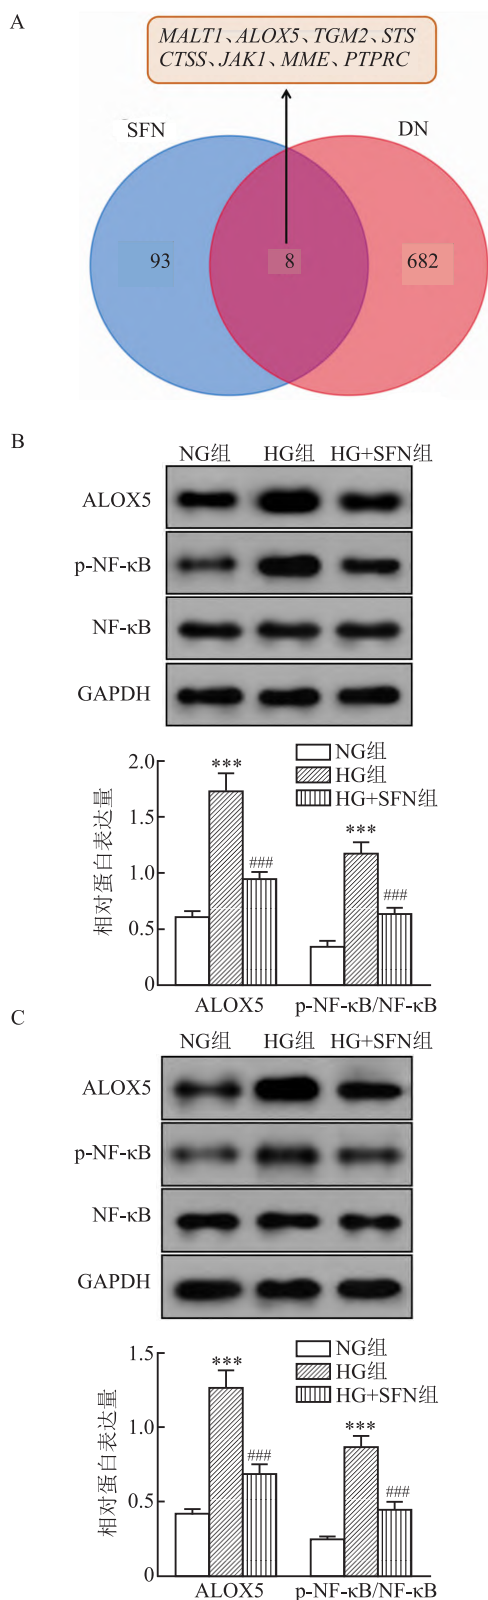 A
MALT1、ALOX5、TGM2、STS
CTSS、JAK1、MME、PTPRC
SFN
DN
93
8
682
B
NG组 HG组 HG+SFN组
ALOX5
p-NF-κB
NF-κB
GAPDH
相对蛋白表达量
2.0
1.5
1.0
0.5
0
NG组
HG组
HG+SFN组
***
###
***
###
ALOX5 p-NF-κB/NF-κB
C
NG组 HG组 HG+SFN组
ALOX5
p-NF-κB
NF-κB
GAPDH
相对蛋白表达量
1.5
1.0
0.5
0
NG组
HG组
HG+SFN组
***
###
***
###
ALOX5 p-NF-κB/NF-κB